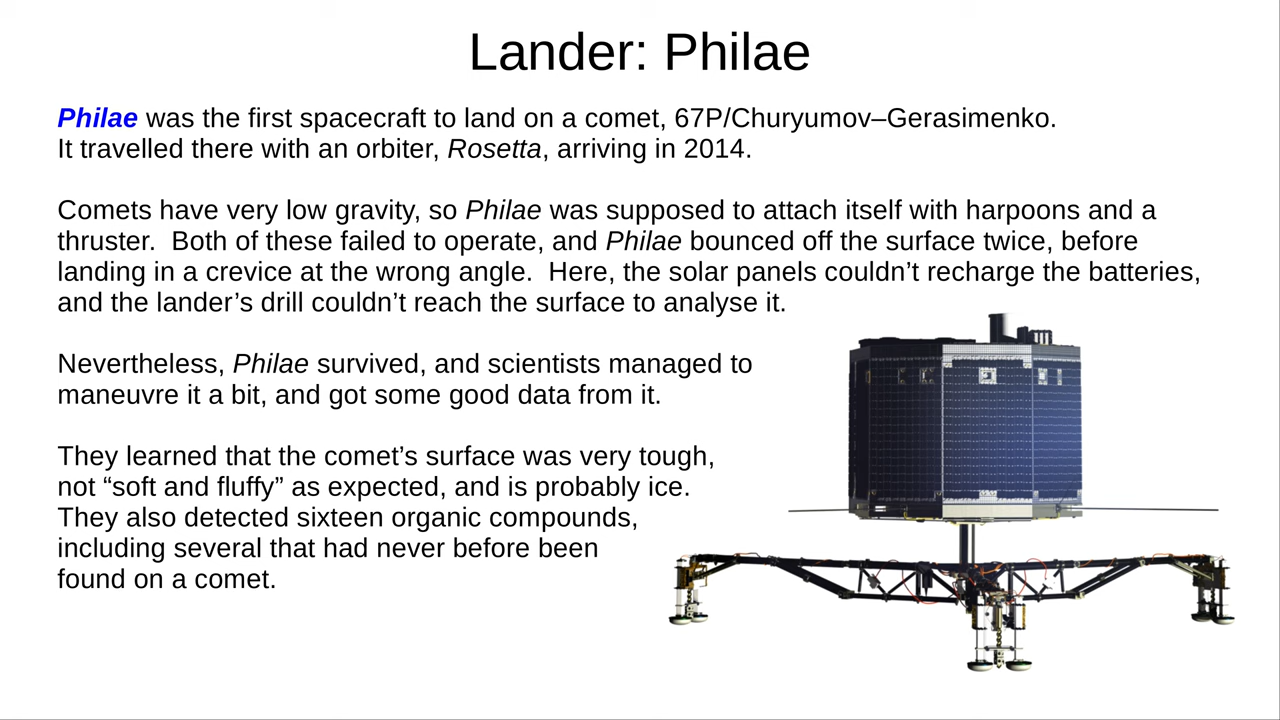 Lander: Philae
Philae was the first spacecraft to land on a comet, 67P/Churyumov–Gerasimenko.
It travelled there with an orbiter, Rosetta, arriving in 2014.
Comets have very low gravity, so Philae was supposed to attach itself with harpoons and a
thruster.  Both of these failed to operate, and Philae bounced off the surface twice, before
landing in a crevice at the wrong angle.  Here, the solar panels couldn’t recharge the batteries,
and the lander’s drill couldn’t reach the surface to analyse it.
Nevertheless, Philae survived, and scientists managed to
maneuvre it a bit, and got some good data from it.
They learned that the comet’s surface was very tough,
not “soft and fluffy” as expected, and is probably ice.
They also detected sixteen organic compounds,
including several that had never before been
found on a comet.